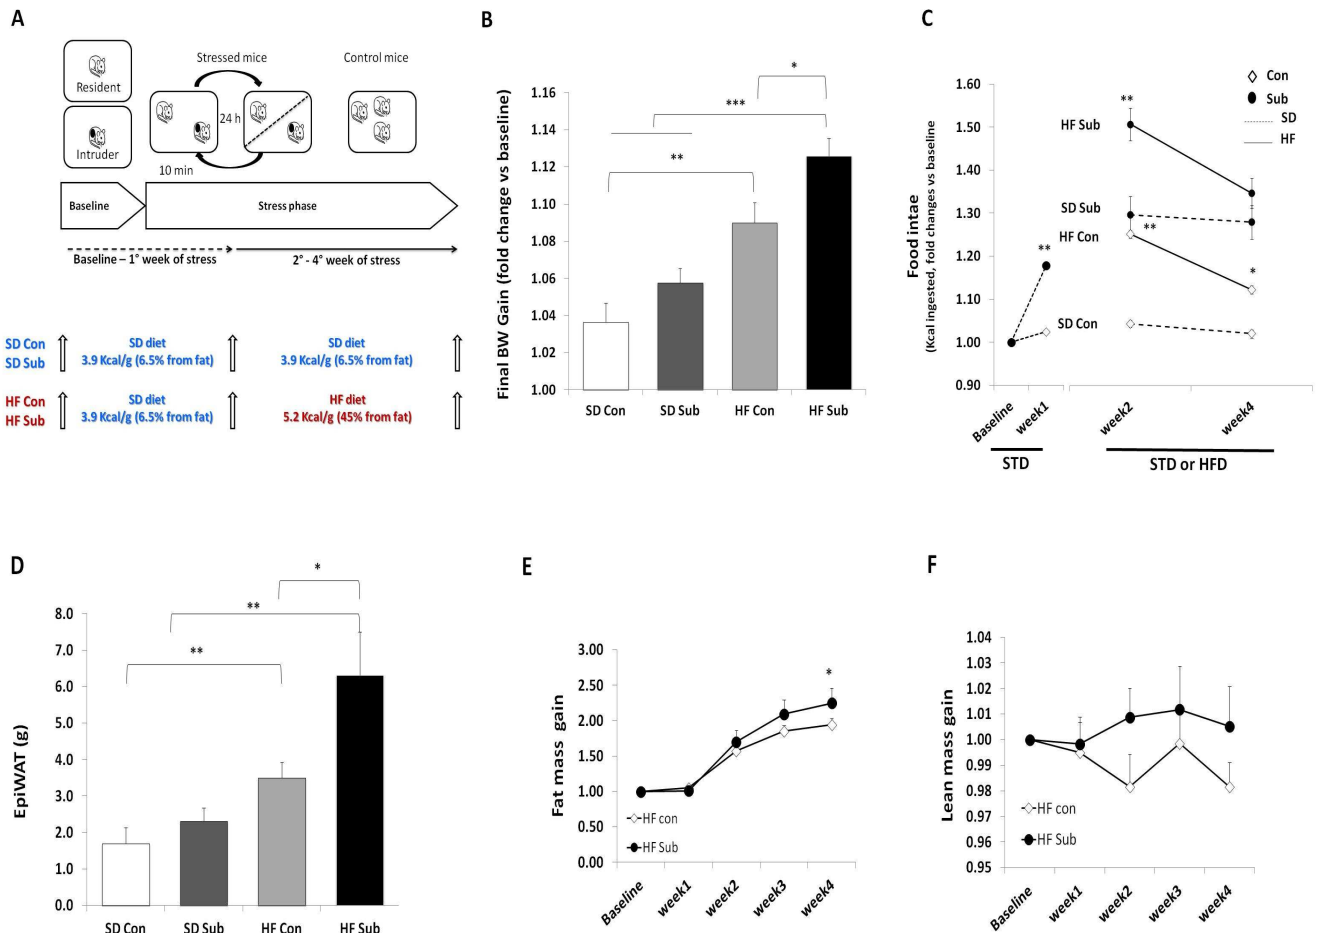 A
Stressed mice
Control mice
Resident
24 h
Intruder
10 min
Baseline
Stress phase
Baseline – 1° week of stress
2° - 4° week of stress
SD Con
SD Sub
SD diet
3.9 Kcal/g (6.5% from fat)
SD diet
3.9 Kcal/g (6.5% from fat)
HF Con
HF Sub
SD diet
3.9 Kcal/g (6.5% from fat)
HF diet
5.2 Kcal/g (45% from fat)
B
Final BW Gain (fold change vs baseline)
1.16
1.14
1.12
1.10
1.08
1.06
1.04
1.02
1.00
*
***
**
**
SD Con
SD Sub
HF Con
HF Sub
C
Food intae
(Kcal ingested, fold changes vs baseline
1.60
1.50
1.40
1.30
1.20
1.10
1.00
0.90
Con
Sub
SD
HF
**
HF Sub
SD Sub
**
HF Con
**
*
SD Con
Baseline
week1
week2
week4
STD
STD or HFD
D
EpiWAT (g)
8.0
7.0
6.0
5.0
4.0
3.0
2.0
1.0
0.0
*
**
**
SD Con
SD Sub
HF Con
HF Sub
E
Fat mass gain
3.00
2.50
2.00
1.50
1.00
0.50
0.00
*
HF con
HF Sub
Baseline
week1
week2
week3
week4
F
Lean mass gain
1.04
1.03
1.02
1.01
1.00
0.99
0.98
0.97
0.96
0.95
HF con
HF Sub
Baseline
week1
week2
week3
week4